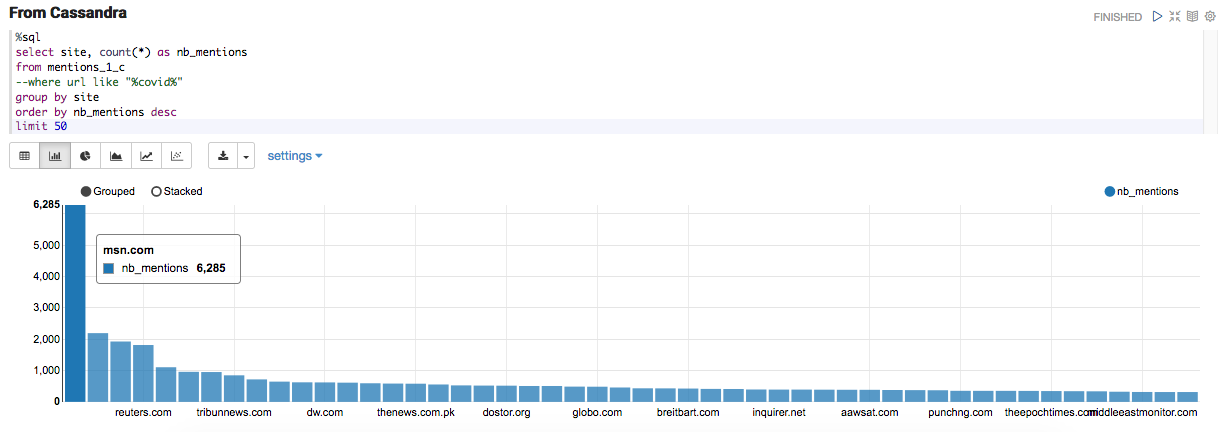 From Cassandra
FINISHED
%sql
select site, count(*) as nb_mentions
from mentions_1_c
--where url like "%covid%"
group by site
order by nb_mentions desc
limit 50
settings
Grouped Stacked
nb_mentions
6,285
5,000
4,000
3,000
2,000
1,000
0
msn.com
nb_mentions 6,285
reuters.com tribunnews.com dw.com thenews.com.pk dostor.org globo.com breitbart.com inquirer.net aawsat.com punchng.com theepochtimes.com middleeastmonitor.com